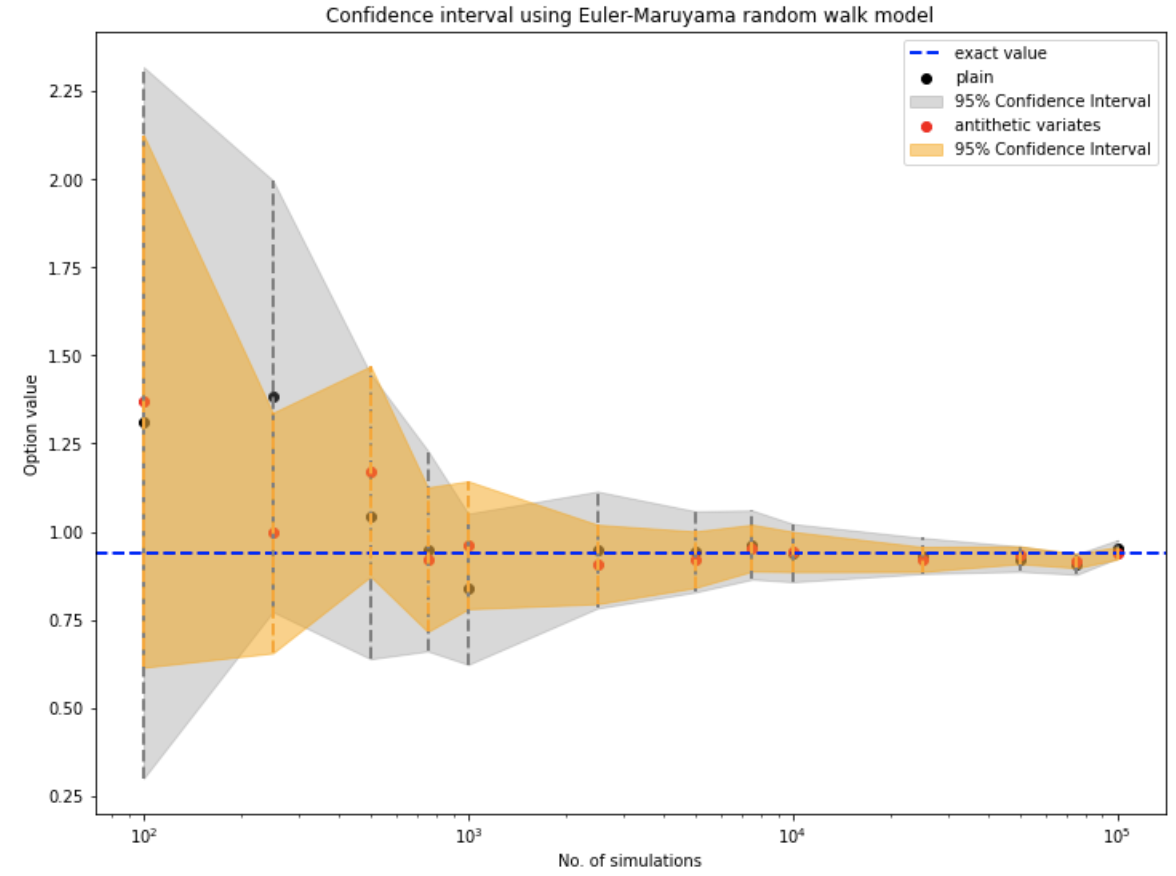 Confidence interval using Euler-Maruyama random walk model
exact value
plain
95% Confidence Interval
antithetic variates
95% Confidence Interval
2.25
2.00
1.75
1.50
1.25
1.00
0.75
0.50
0.25
Option value
10²
10³
10⁴
10⁵
No. of simulations